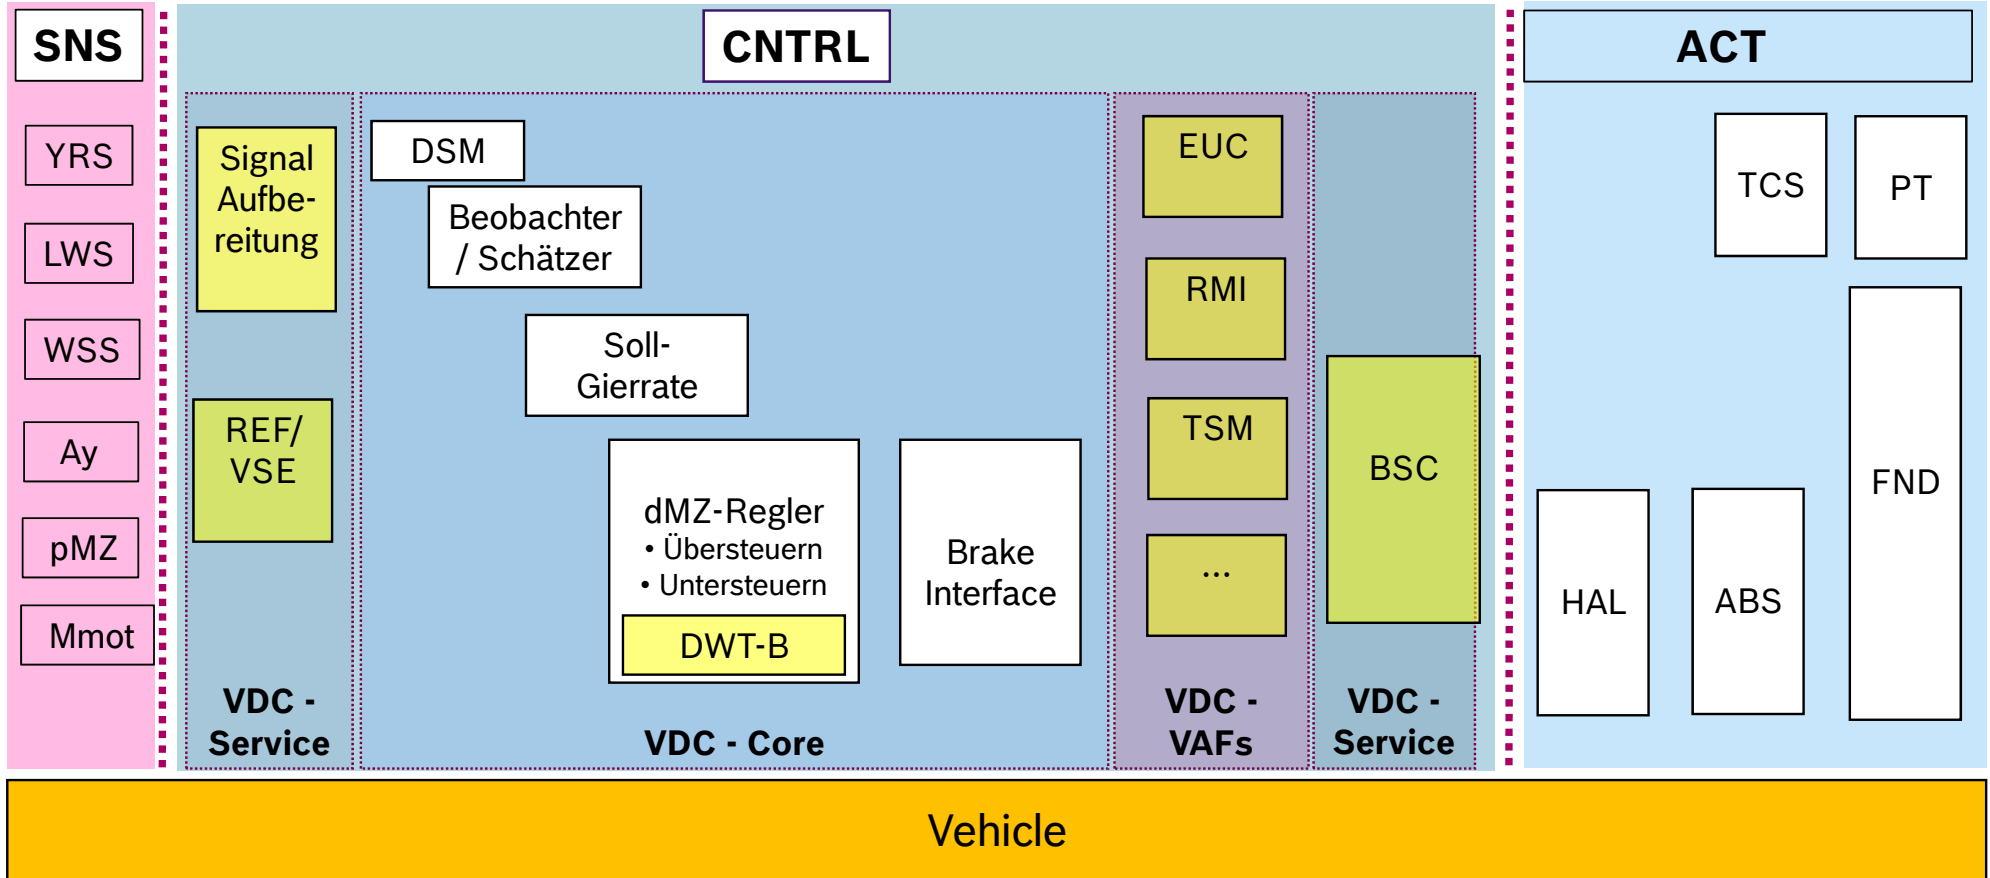 SNS
YRS
LWS
WSS
Ay
pMZ
Mmot
CNTRL
Signal
Aufbe-
reitung
REF/
VSE
VDC -
Service
DSM
Beobachter
/ Schätzer
Soll-
Gierrate
dMZ-Regler
• Übersteuern
• Untersteuern
DWT-B
Brake
Interface
VDC - Core
EUC
RMI
TSM
...
VDC -
VAFs
BSC
VDC -
Service
ACT
TCS
PT
FND
HAL
ABS
Vehicle